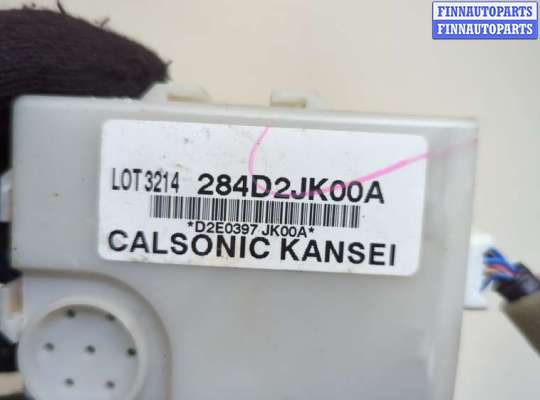 FINNAUTOPARTS
FINNAUTOPARTS
LOT 3214 284D2JK00A
*D2E0397 JK00A*
CALSONIC KANSEI